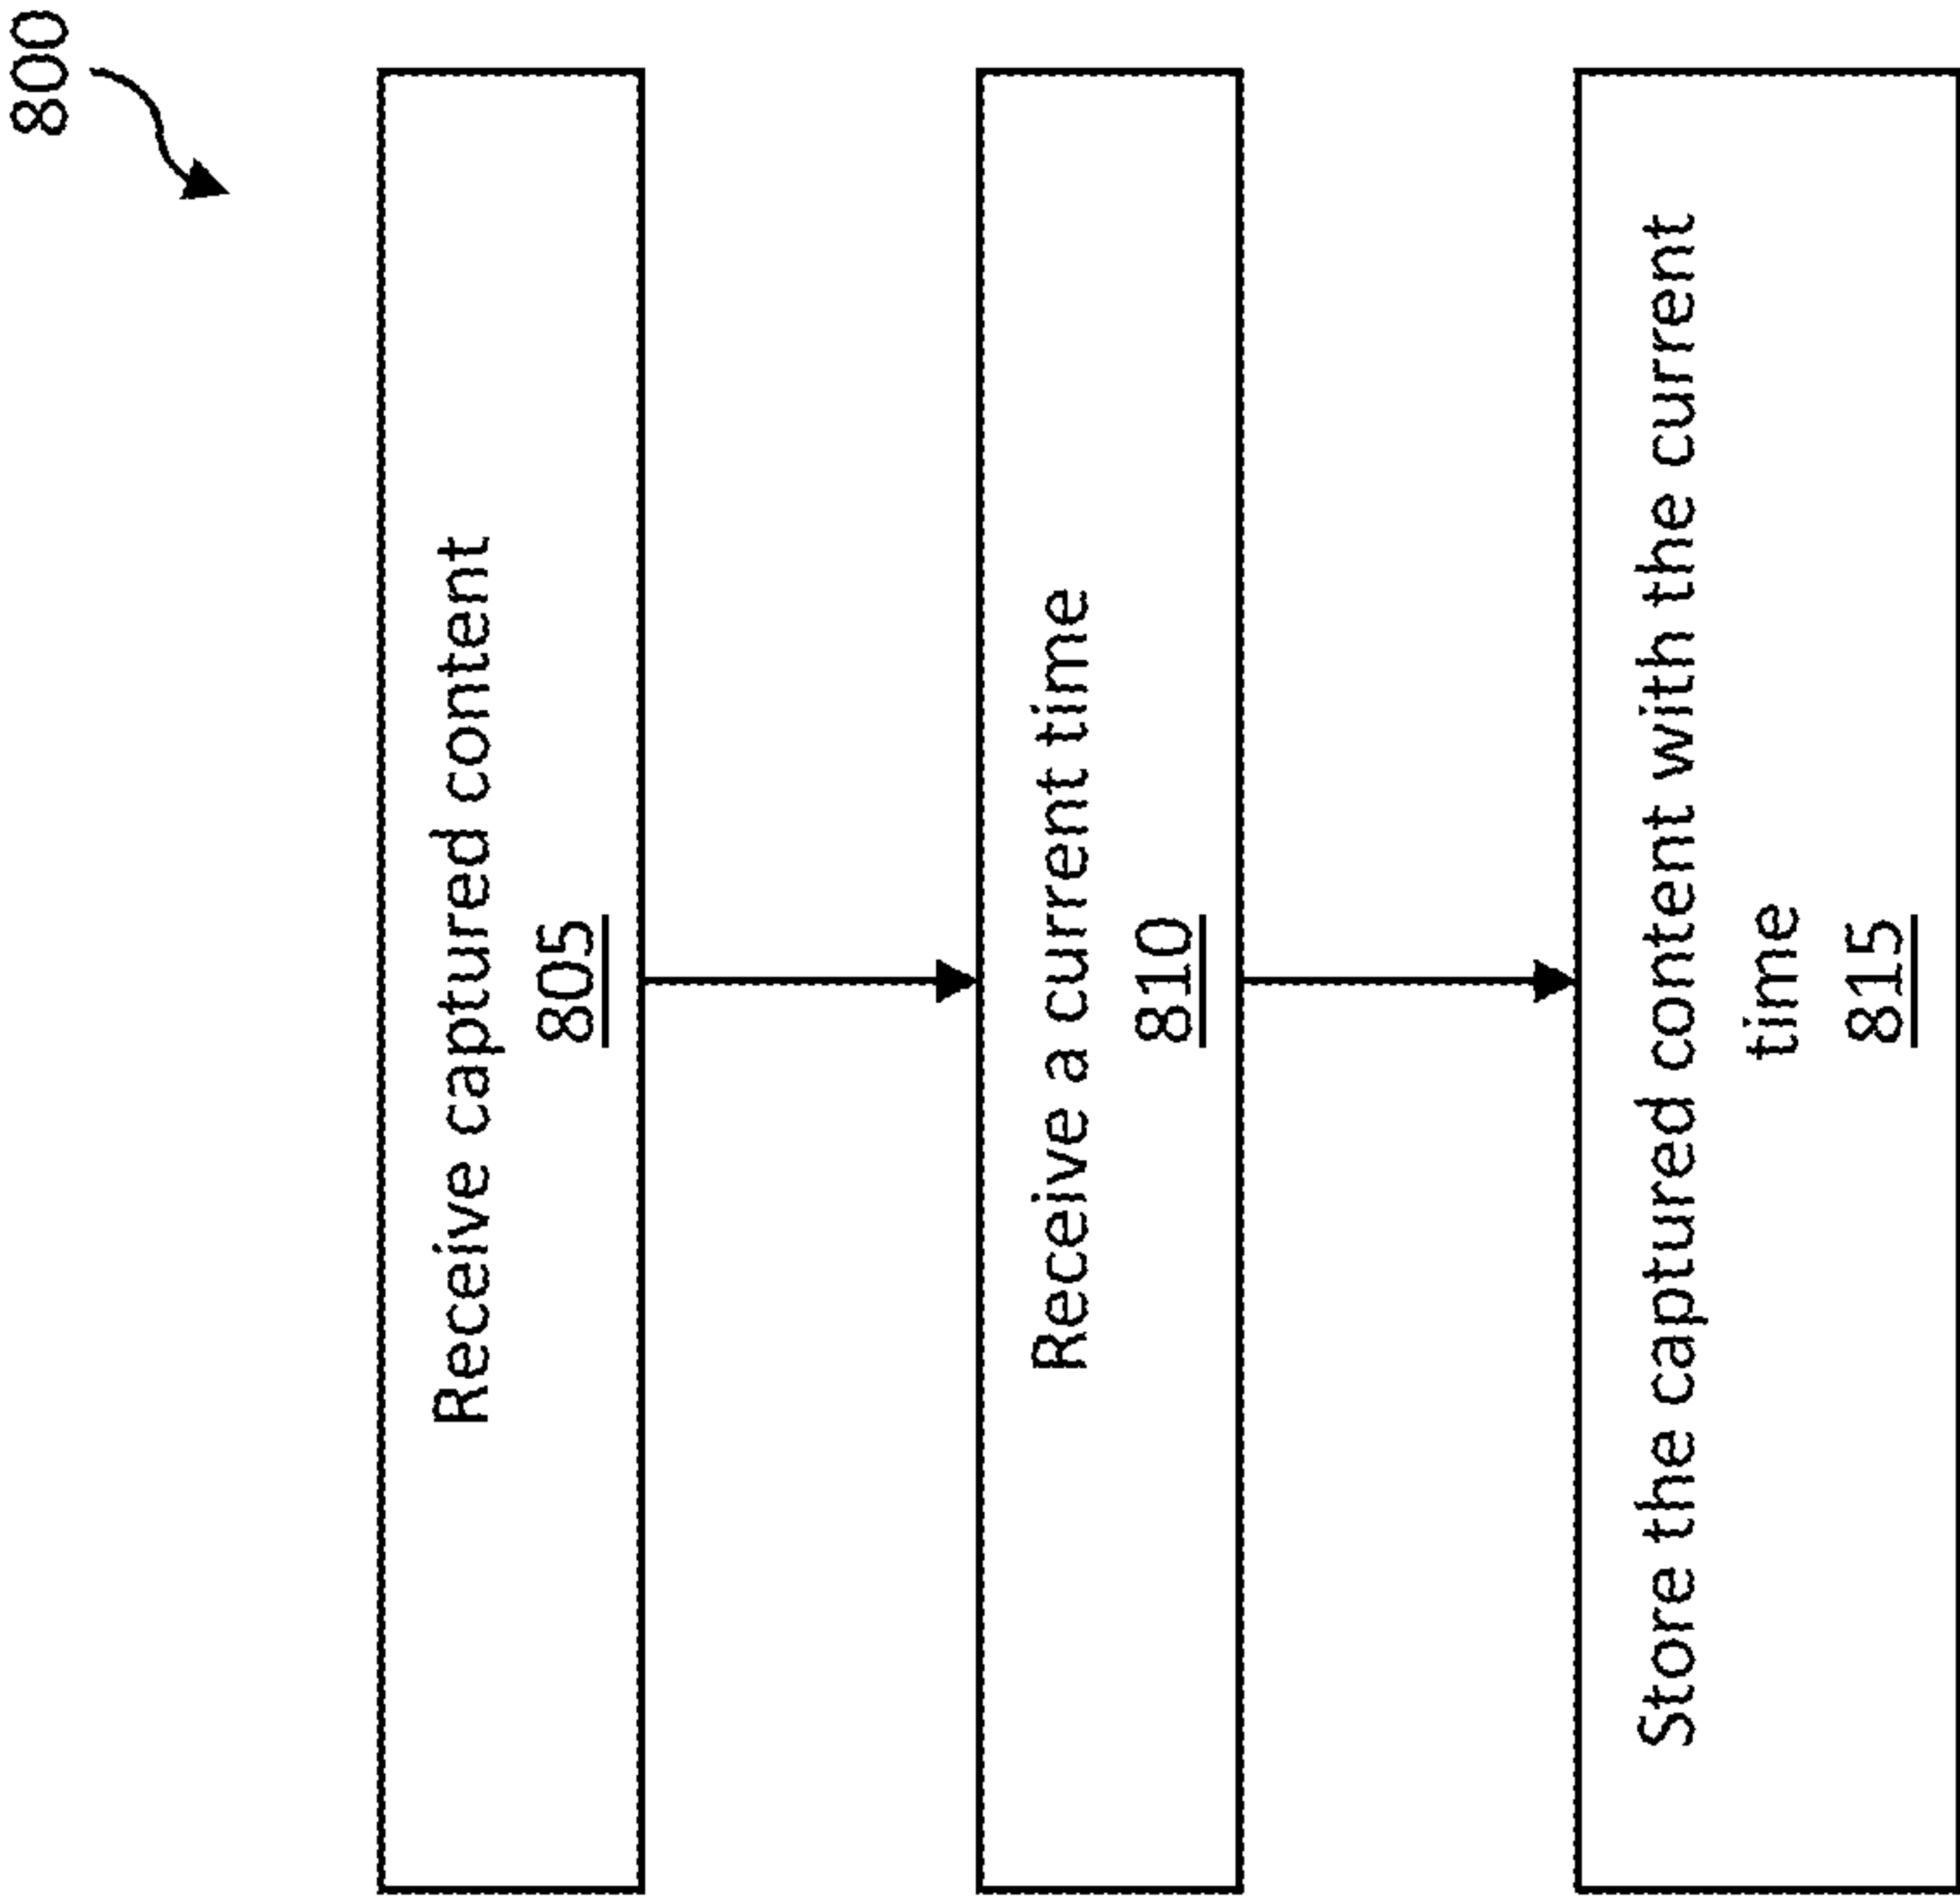 800
Receive captured content
805
Receive a current time
810
Store the captured content with the current
time
815